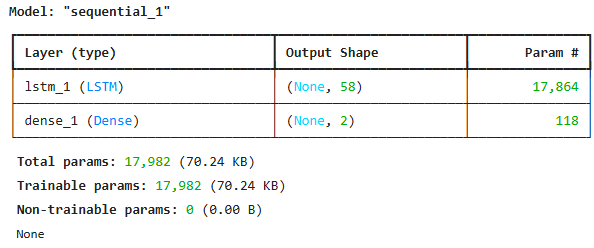 Model: "sequential_1"
Layer (type) Output Shape Param #
lstm_1 (LSTM) (None, 58) 17,864
dense_1 (Dense) (None, 2) 118
Total params: 17,982 (70.24 KB)
Trainable params: 17,982 (70.24 KB)
Non-trainable params: 0 (0.00 B)
None